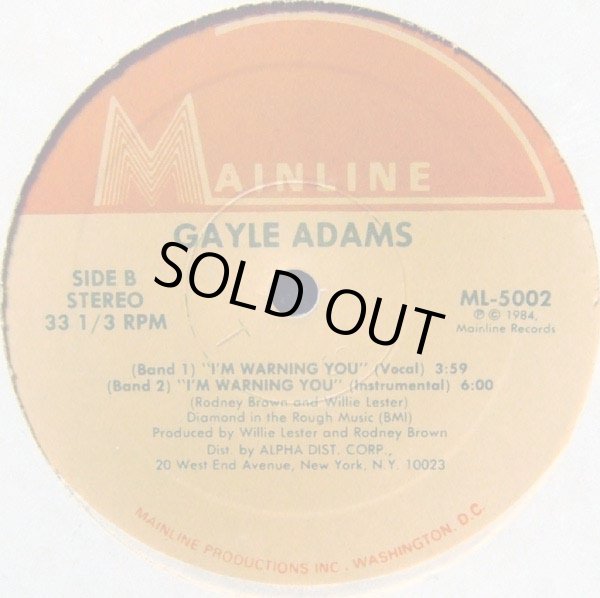 MAINLINE
GAYLE ADAMS
SIDE B
STEREO
33 1/3 RPM
SOLD OUT
ML-5002
℗ © 1984,
Mainline Records
(Band 1) "I'M WARNING YOU" (Vocal) 3:59
(Band 2) "I'M WARNING YOU" (Instrumental) 6:00
(Rodney Brown and Willie Lester)
Diamond in the Rough Music (BMI)
Produced by Willie Lester and Rodney Brown
Dist. by ALPHA DIST. CORP.,
20 West End Avenue, New York, N.Y. 10023
MAINLINE PRODUCTIONS INC. WASHINGTON, D.C.